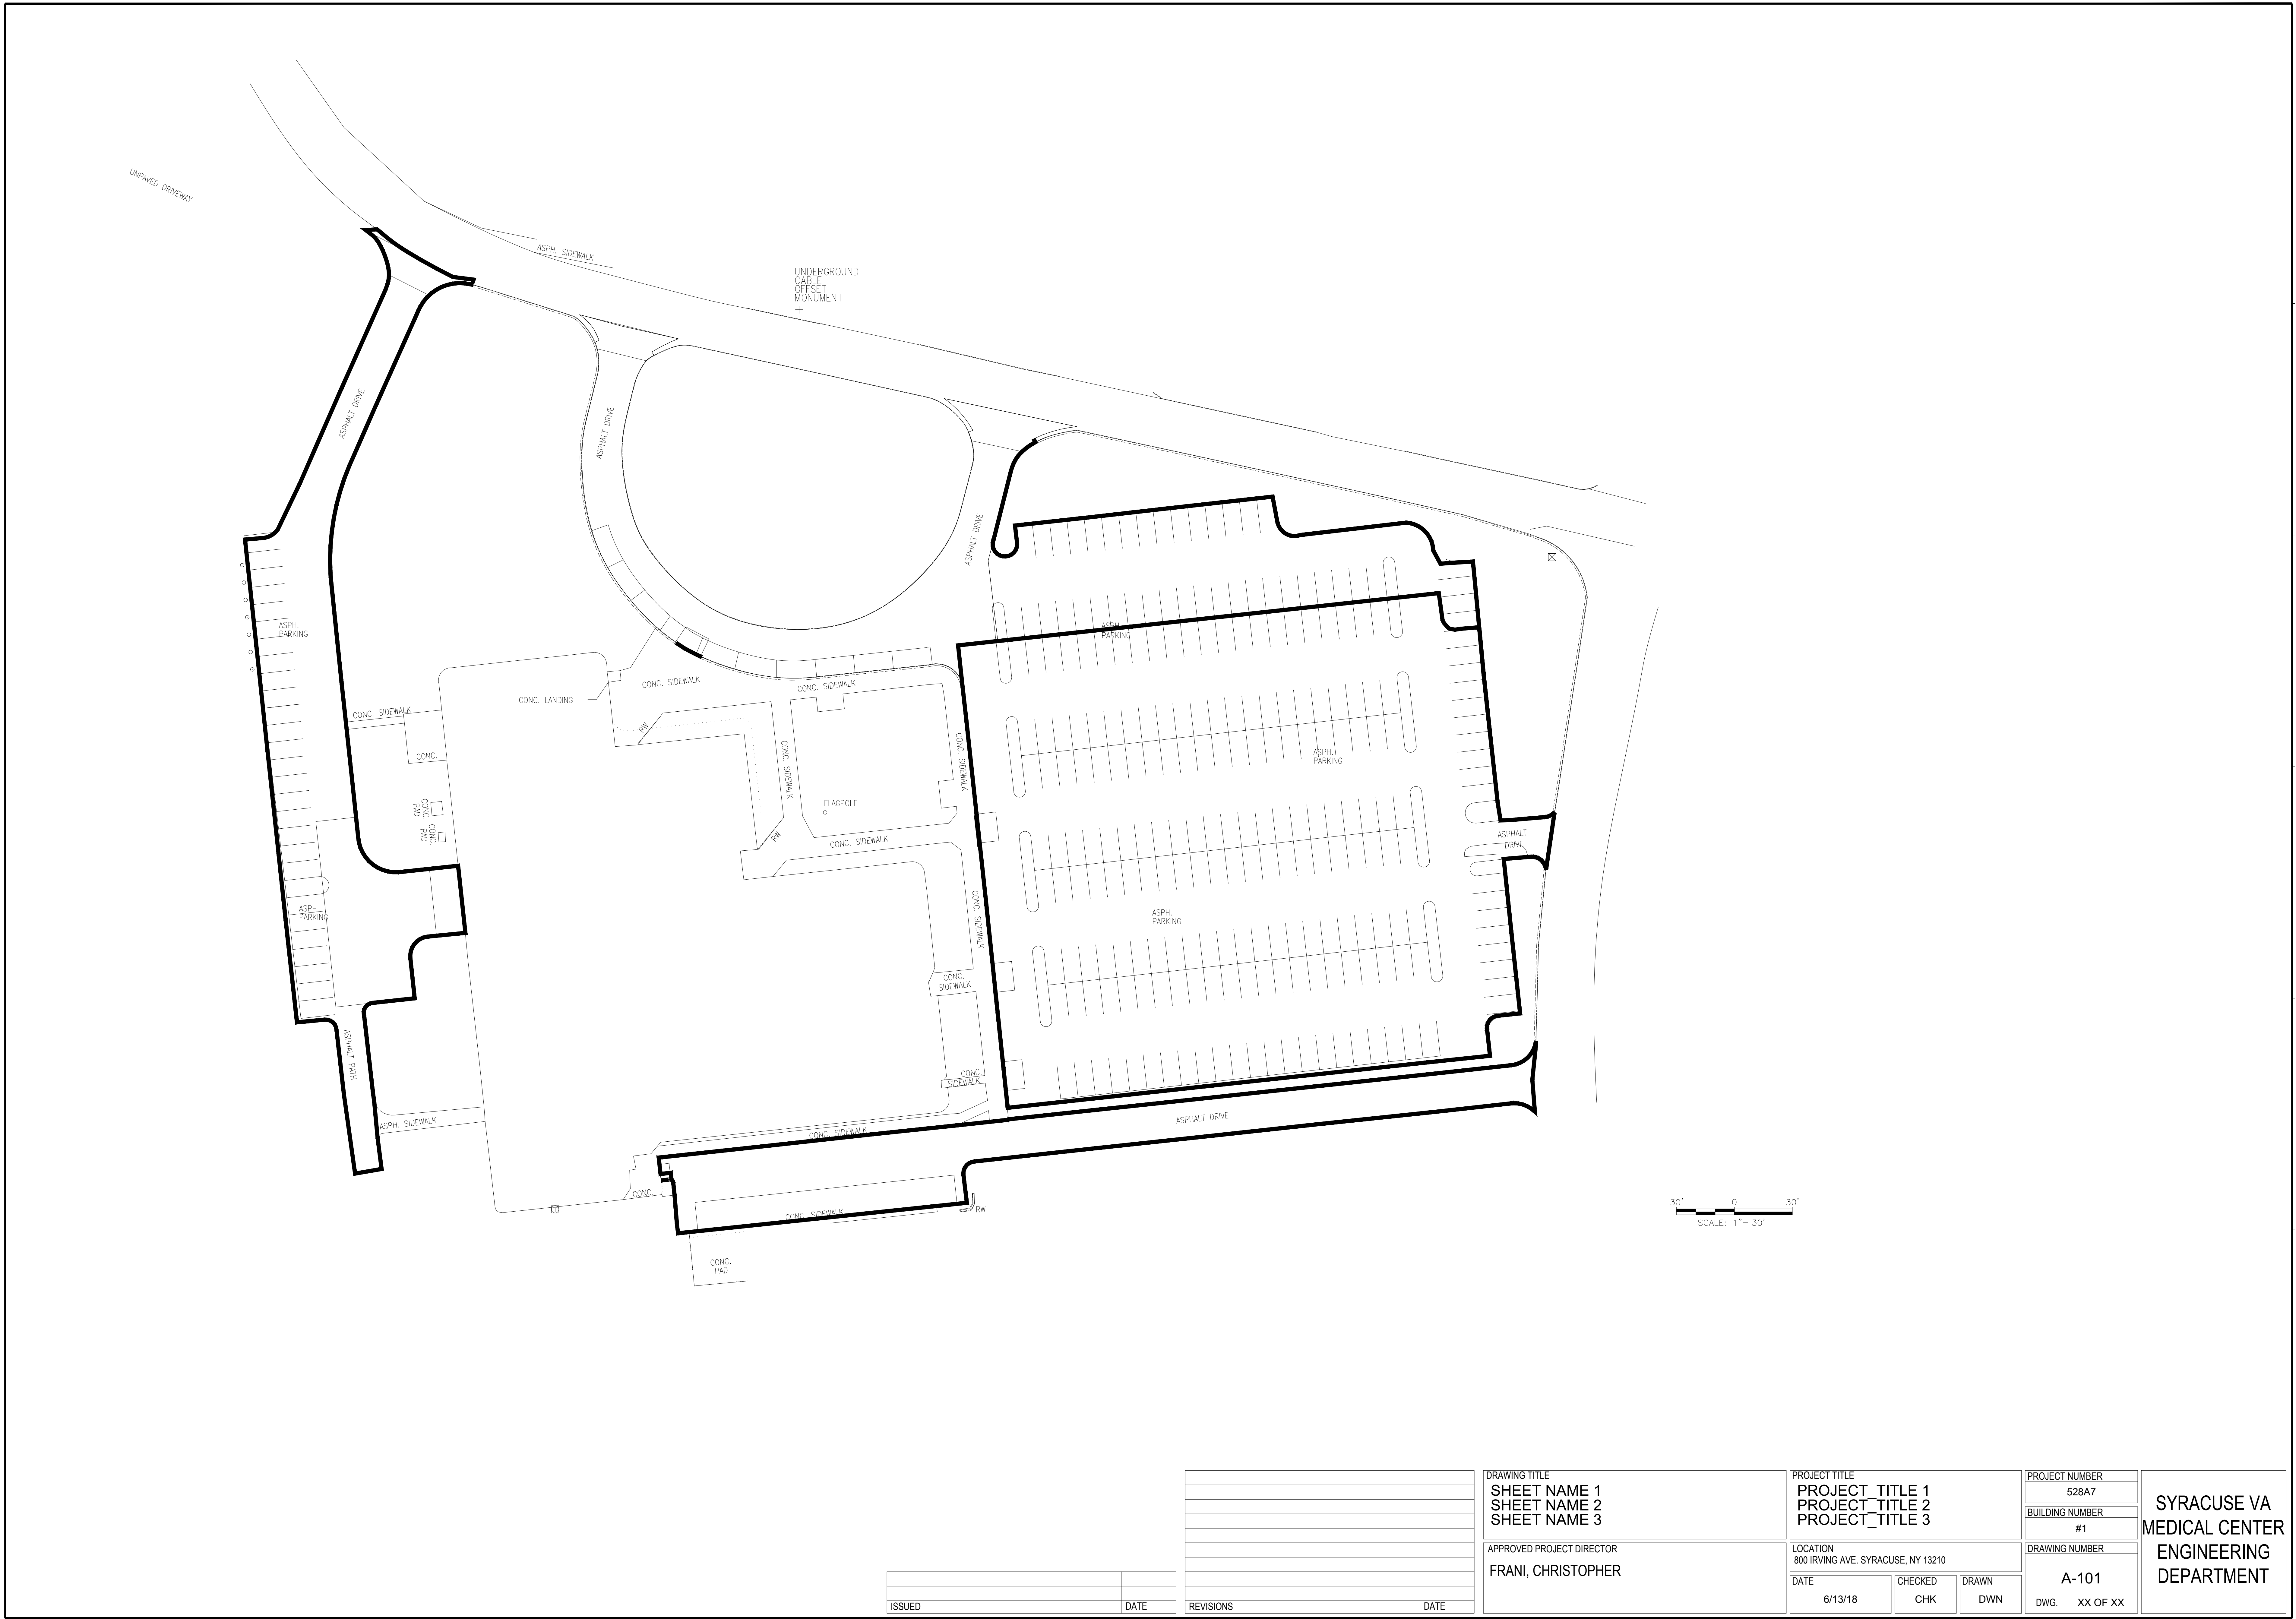 UNPAVED DRIVEWAY
ASPH. SIDEWALK
UNDERGROUND
CABLE
OFFSET
MONUMENT
ASPHALT DRIVE
ASPHALT DRIVE
ASPHALT DRIVE
ASPH.
PARKING
ASPH.
PARKING
CONC. SIDEWALK
CONC. SIDEWALK
CONC. LANDING
CONC. SIDEWALK
RW
CONC. SIDEWALK
CONC. SIDEWALK
CONC.
ASPH.
PARKING
FLAGPOLE
CONC.
PAD
CONC.
PAD
RW
CONC. SIDEWALK
ASPHALT
DRIVE
ASPH.
PARKING
ASPH.
PARKING
CONC. SIDEWALK
CONC.
SIDEWALK
ASPHALT PATH
CONC.
SIDEWALK
ASPH. SIDEWALK
CONC. SIDEWALK
ASPHALT DRIVE
CONC.
CONC. SIDEWALK
RW
CONC.
PAD
30' 0 30'
SCALE: 1"= 30'
ISSUED DATE
REVISIONS DATE
DRAWING TITLE
SHEET NAME 1
SHEET NAME 2
SHEET NAME 3
APPROVED PROJECT DIRECTOR
FRANI, CHRISTOPHER
PROJECT TITLE
PROJECT_TITLE 1
PROJECT_TITLE 2
PROJECT_TITLE 3
LOCATION
800 IRVING AVE. SYRACUSE, NY 13210
DATE
6/13/18
CHECKED
CHK
DRAWN
DWN
PROJECT NUMBER
528A7
BUILDING NUMBER
#1
DRAWING NUMBER
A-101
DWG. XX OF XX
SYRACUSE VA
MEDICAL CENTER
ENGINEERING
DEPARTMENT